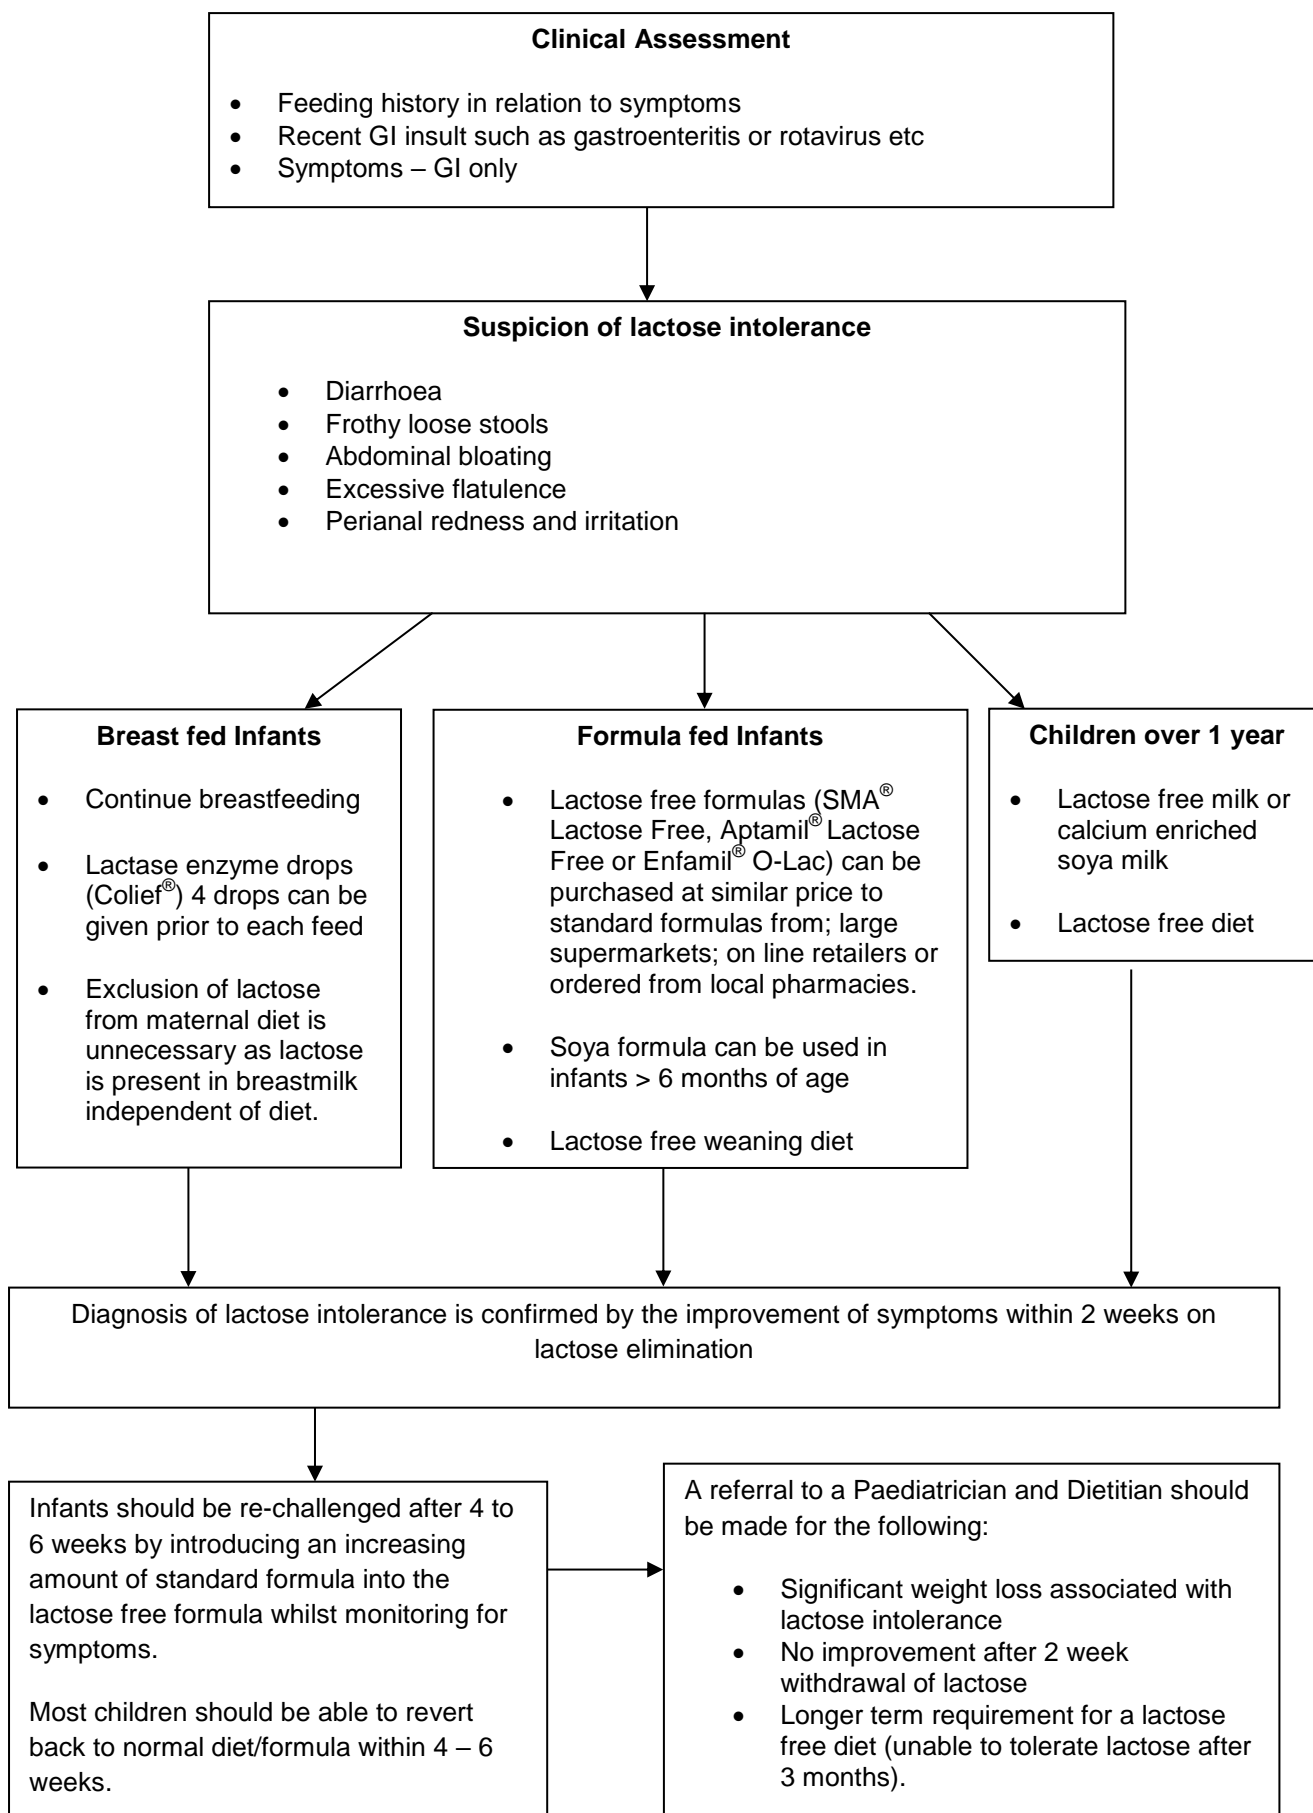 Clinical Assessment
• Feeding history in relation to symptoms
• Recent GI insult such as gastroenteritis or rotavirus etc
• Symptoms – GI only
Suspicion of lactose intolerance
• Diarrhoea
• Frothy loose stools
• Abdominal bloating
• Excessive flatulence
• Perianal redness and irritation
Breast fed Infants
• Continue breastfeeding
• Lactase enzyme drops
(Colief®) 4 drops can be
given prior to each feed
• Exclusion of lactose
from maternal diet is
unnecessary as lactose
is present in breastmilk
independent of diet.
Formula fed Infants
• Lactose free formulas (SMA®
Lactose Free, Aptamil® Lactose
Free or Enfamil® O-Lac) can be
purchased at similar price to
standard formulas from; large
supermarkets; on line retailers or
ordered from local pharmacies.
• Soya formula can be used in
infants > 6 months of age
• Lactose free weaning diet
Children over 1 year
• Lactose free milk or
calcium enriched
soya milk
• Lactose free diet
Diagnosis of lactose intolerance is confirmed by the improvement of symptoms within 2 weeks on
lactose elimination
Infants should be re-challenged after 4 to
6 weeks by introducing an increasing
amount of standard formula into the
lactose free formula whilst monitoring for
symptoms.
Most children should be able to revert
back to normal diet/formula within 4 – 6
weeks.
A referral to a Paediatrician and Dietitian should
be made for the following:
• Significant weight loss associated with
lactose intolerance
• No improvement after 2 week
withdrawal of lactose
• Longer term requirement for a lactose
free diet (unable to tolerate lactose after
3 months).